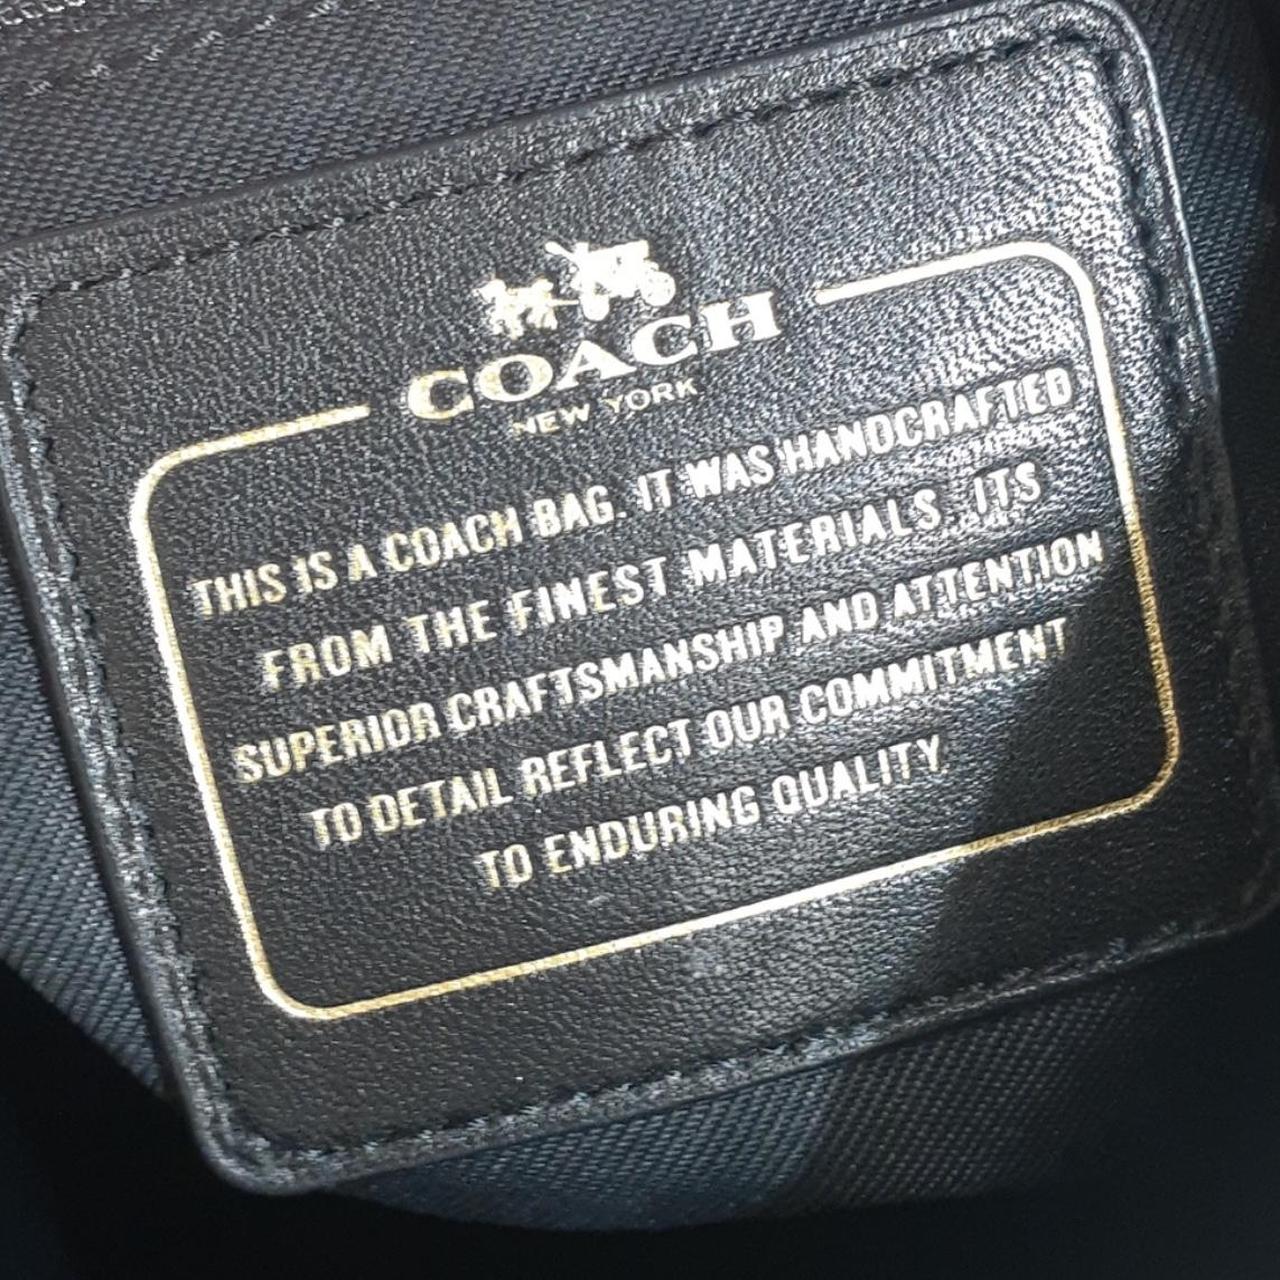 COACH
NEW YORK
THIS IS A COACH BAG. IT WAS HANDCRAFTED
FROM THE FINEST MATERIALS. ITS
SUPERIOR CRAFTSMANSHIP AND ATTENTION
TO DETAIL REFLECT OUR COMMITMENT
TO ENDURING QUALITY.